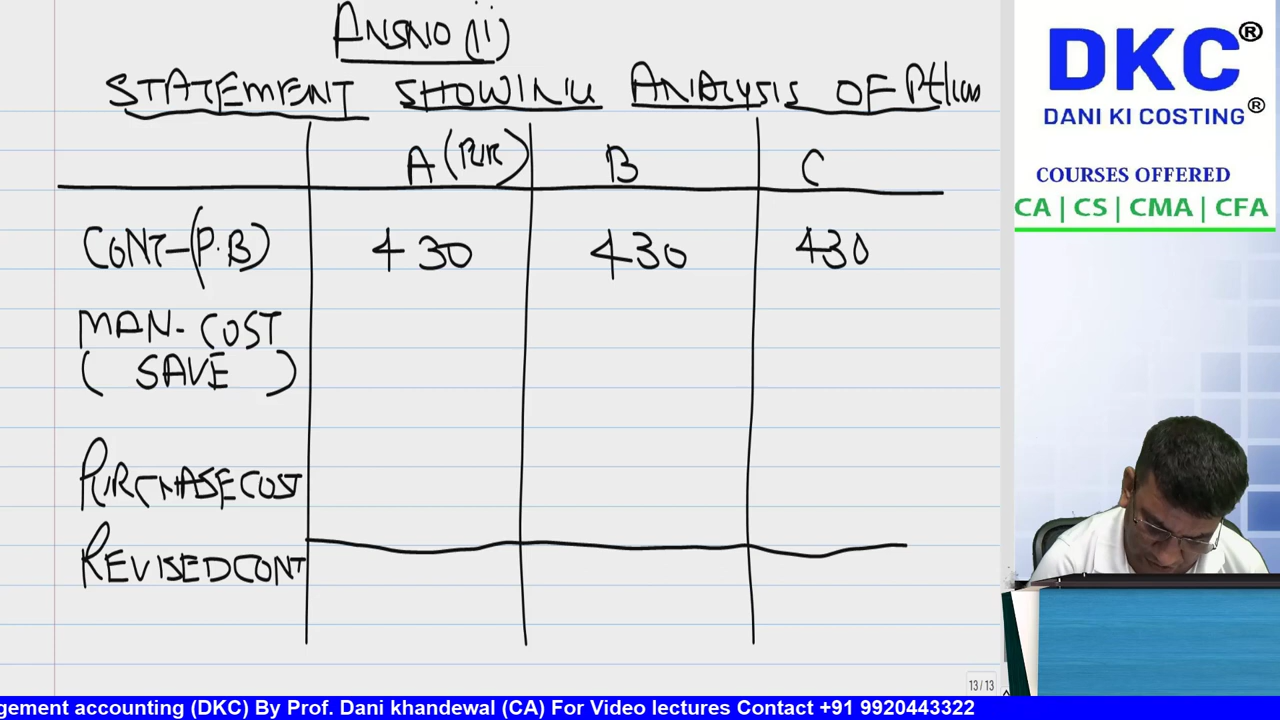 ANSNO (ii)
STATEMENT SHOWING ANALYSIS OF
A (PUR) B C
CONT-(P.B) 430 430 430
MAN- COST
( SAVE )
PURCHASE COST
REVISED CONT
13/13
DKC®
DANI KI COSTING®
COURSES OFFERED
CA | CS | CMA | CFA
gement accounting (DKC) By Prof. Dani khandewal (CA) For Video lectures Contact +91 9920443322